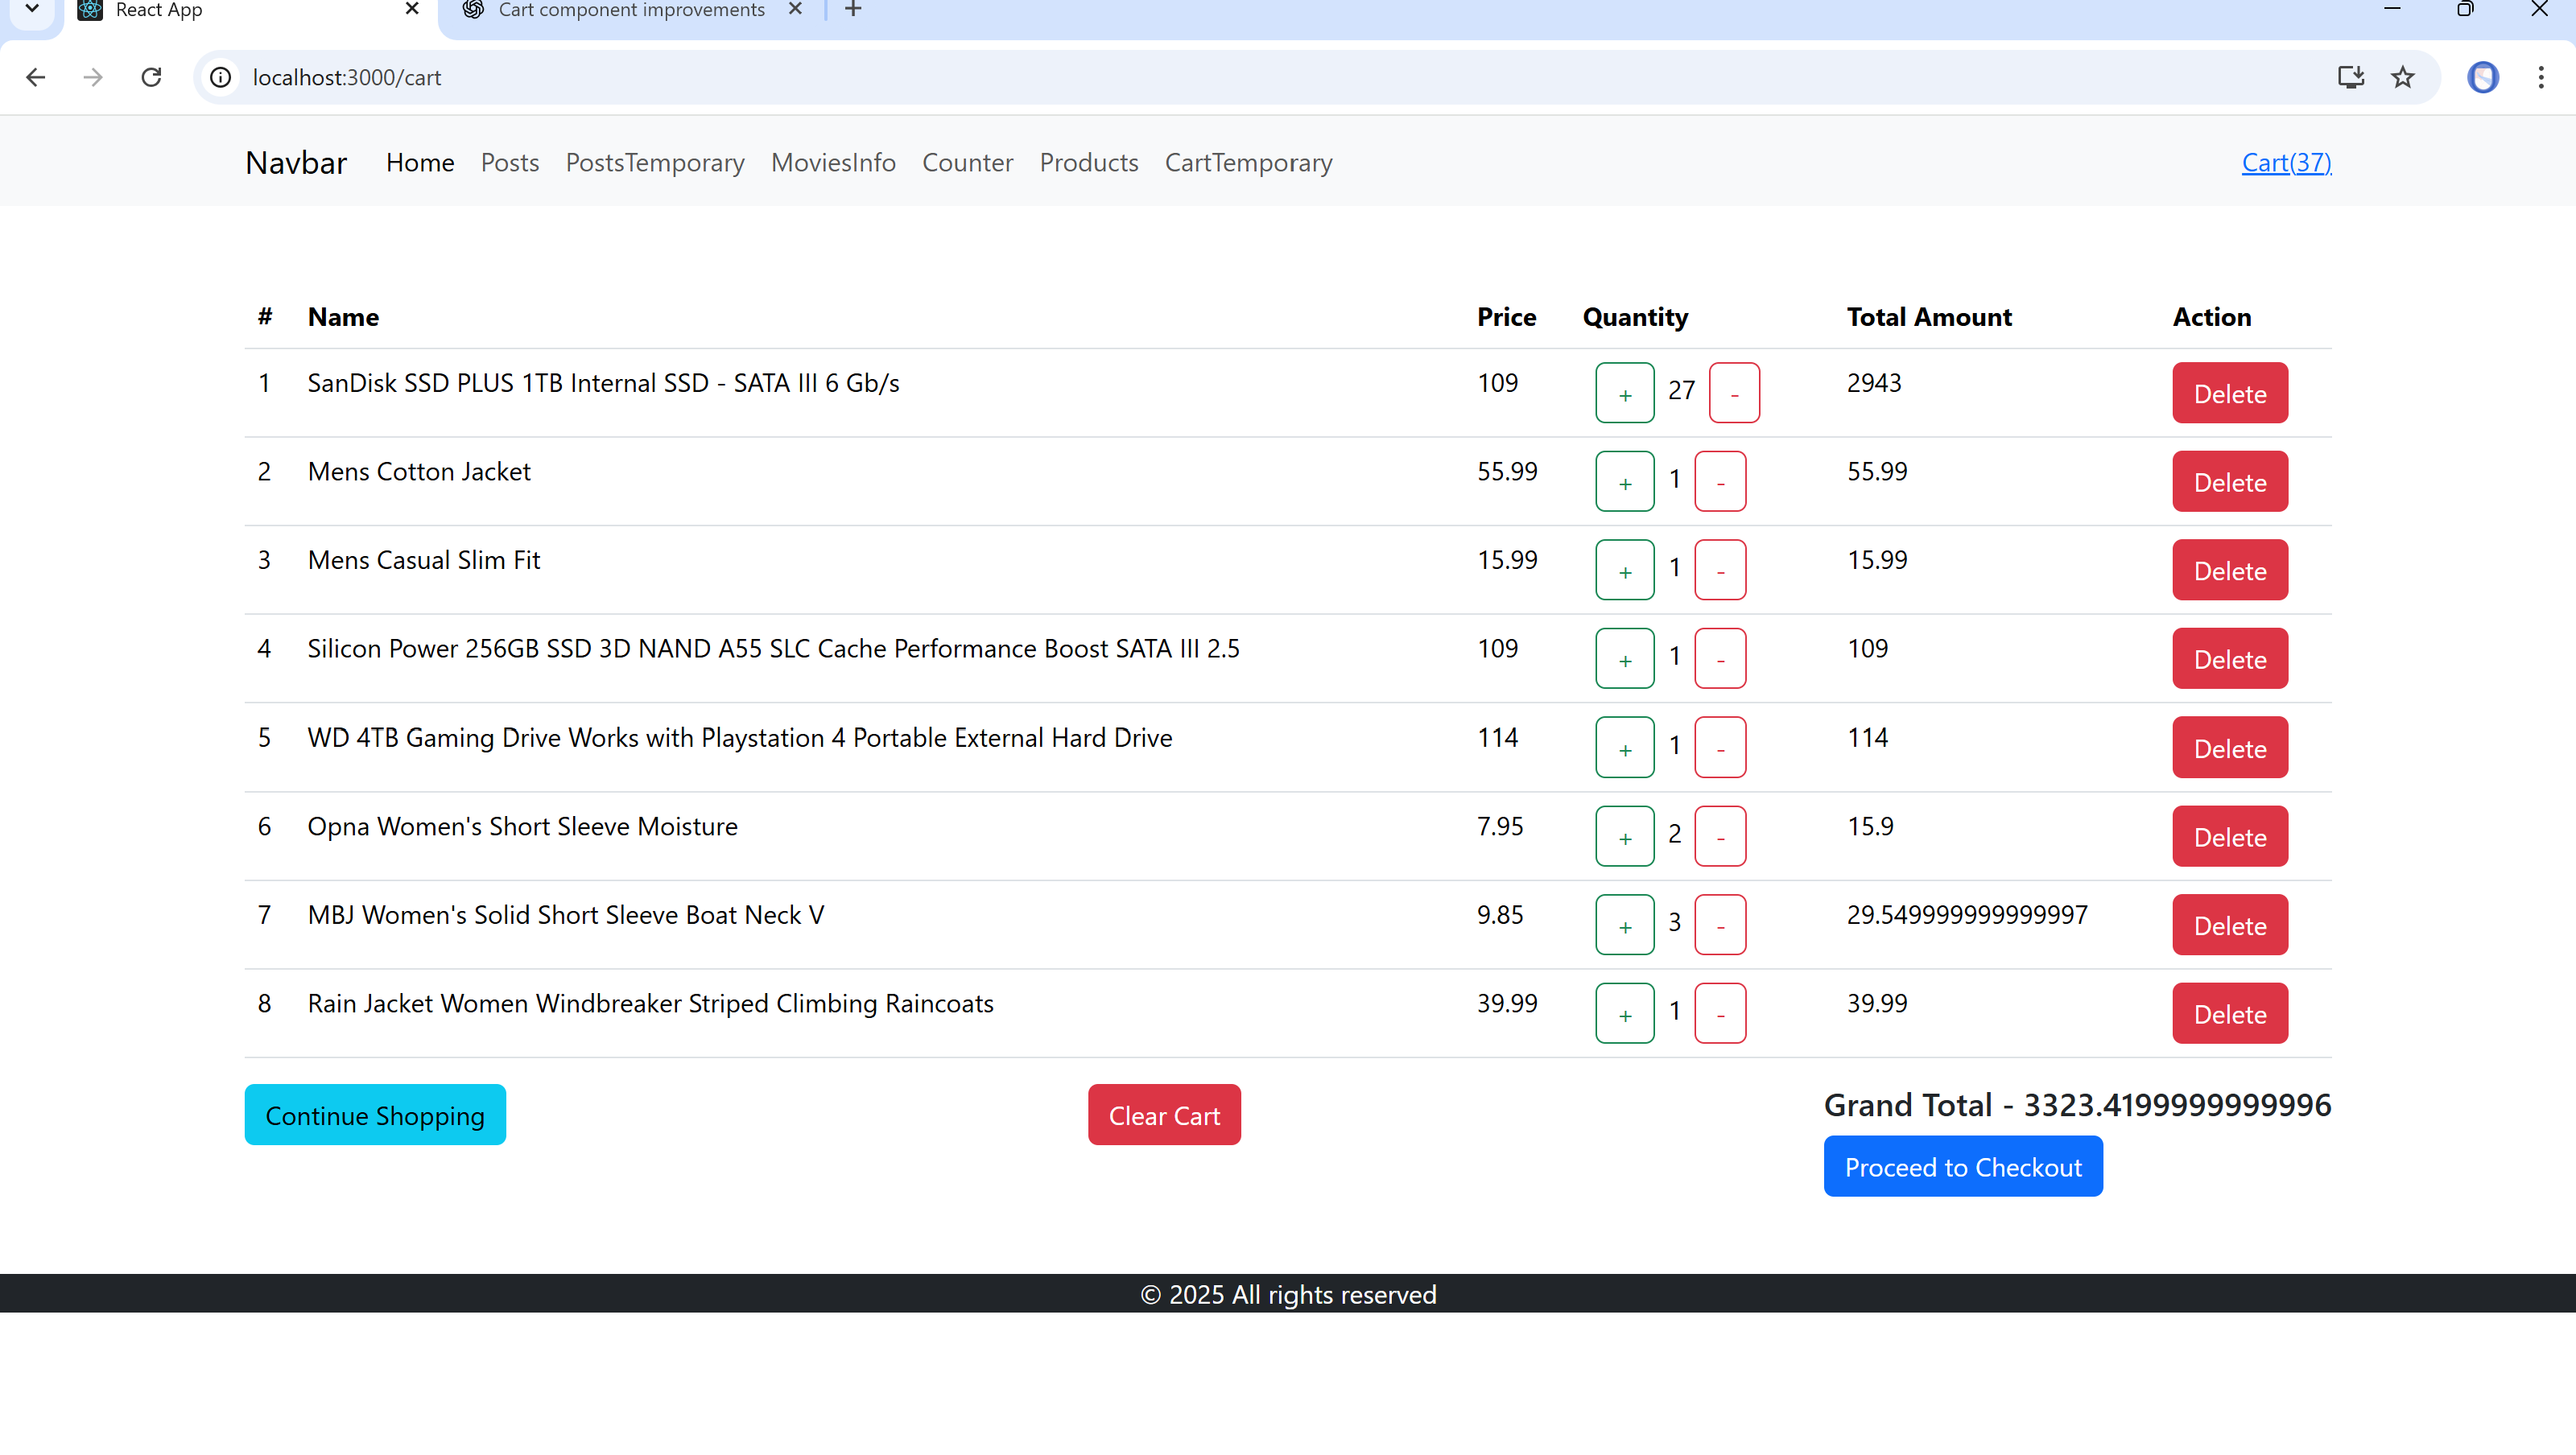 React App
Cart component improvements
localhost:3000/cart
Navbar Home Posts PostsTemporary MoviesInfo Counter Products CartTemporary Cart(37)
# Name Price Quantity Total Amount Action
1 SanDisk SSD PLUS 1TB Internal SSD - SATA III 6 Gb/s 109 + 27 - 2943 Delete
2 Mens Cotton Jacket 55.99 + 1 - 55.99 Delete
3 Mens Casual Slim Fit 15.99 + 1 - 15.99 Delete
4 Silicon Power 256GB SSD 3D NAND A55 SLC Cache Performance Boost SATA III 2.5 109 + 1 - 109 Delete
5 WD 4TB Gaming Drive Works with Playstation 4 Portable External Hard Drive 114 + 1 - 114 Delete
6 Opna Women's Short Sleeve Moisture 7.95 + 2 - 15.9 Delete
7 MBJ Women's Solid Short Sleeve Boat Neck V 9.85 + 3 - 29.549999999999997 Delete
8 Rain Jacket Women Windbreaker Striped Climbing Raincoats 39.99 + 1 - 39.99 Delete
Continue Shopping Clear Cart Grand Total - 3323.4199999999996
Proceed to Checkout
© 2025 All rights reserved